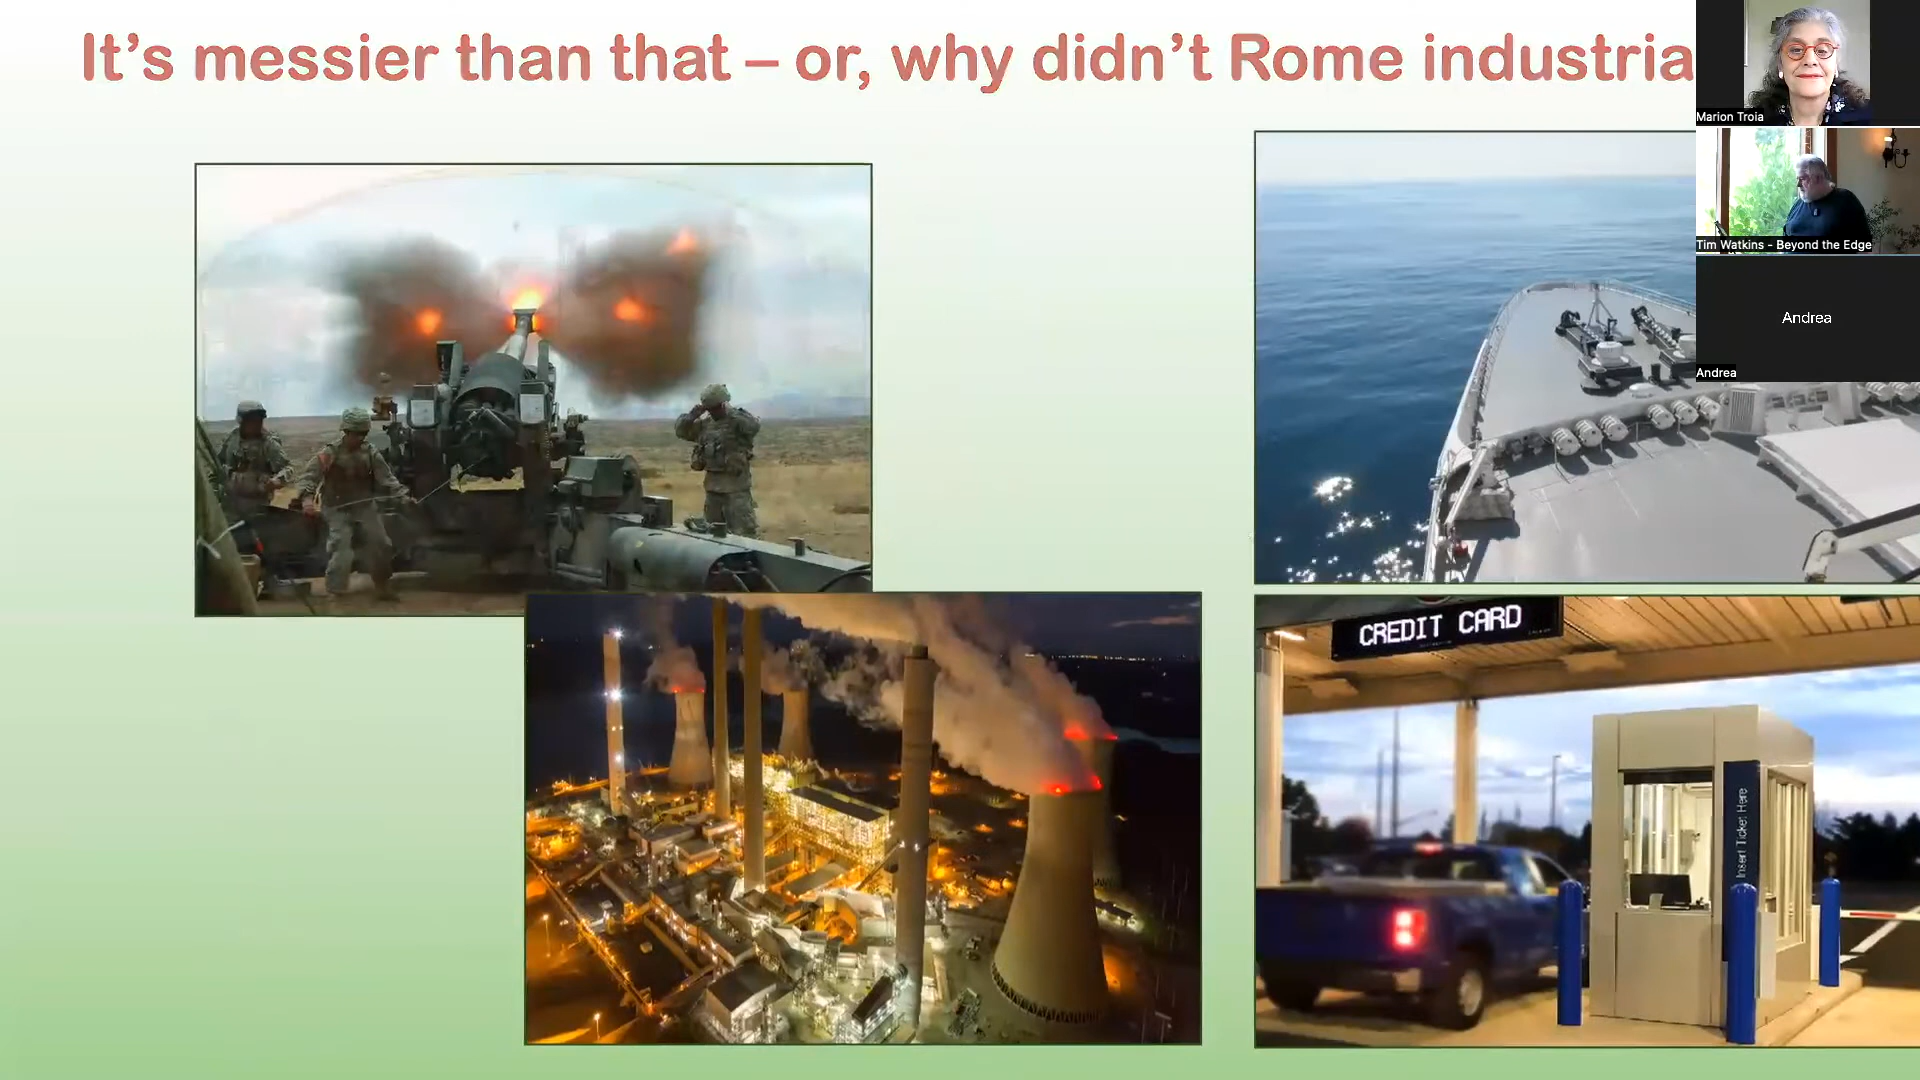 It's messier than that – or, why didn't Rome industria
Marion Troia
Tim Watkins - Beyond the Edge
Andrea
Andrea
CREDIT CARD
Insert Ticket Here